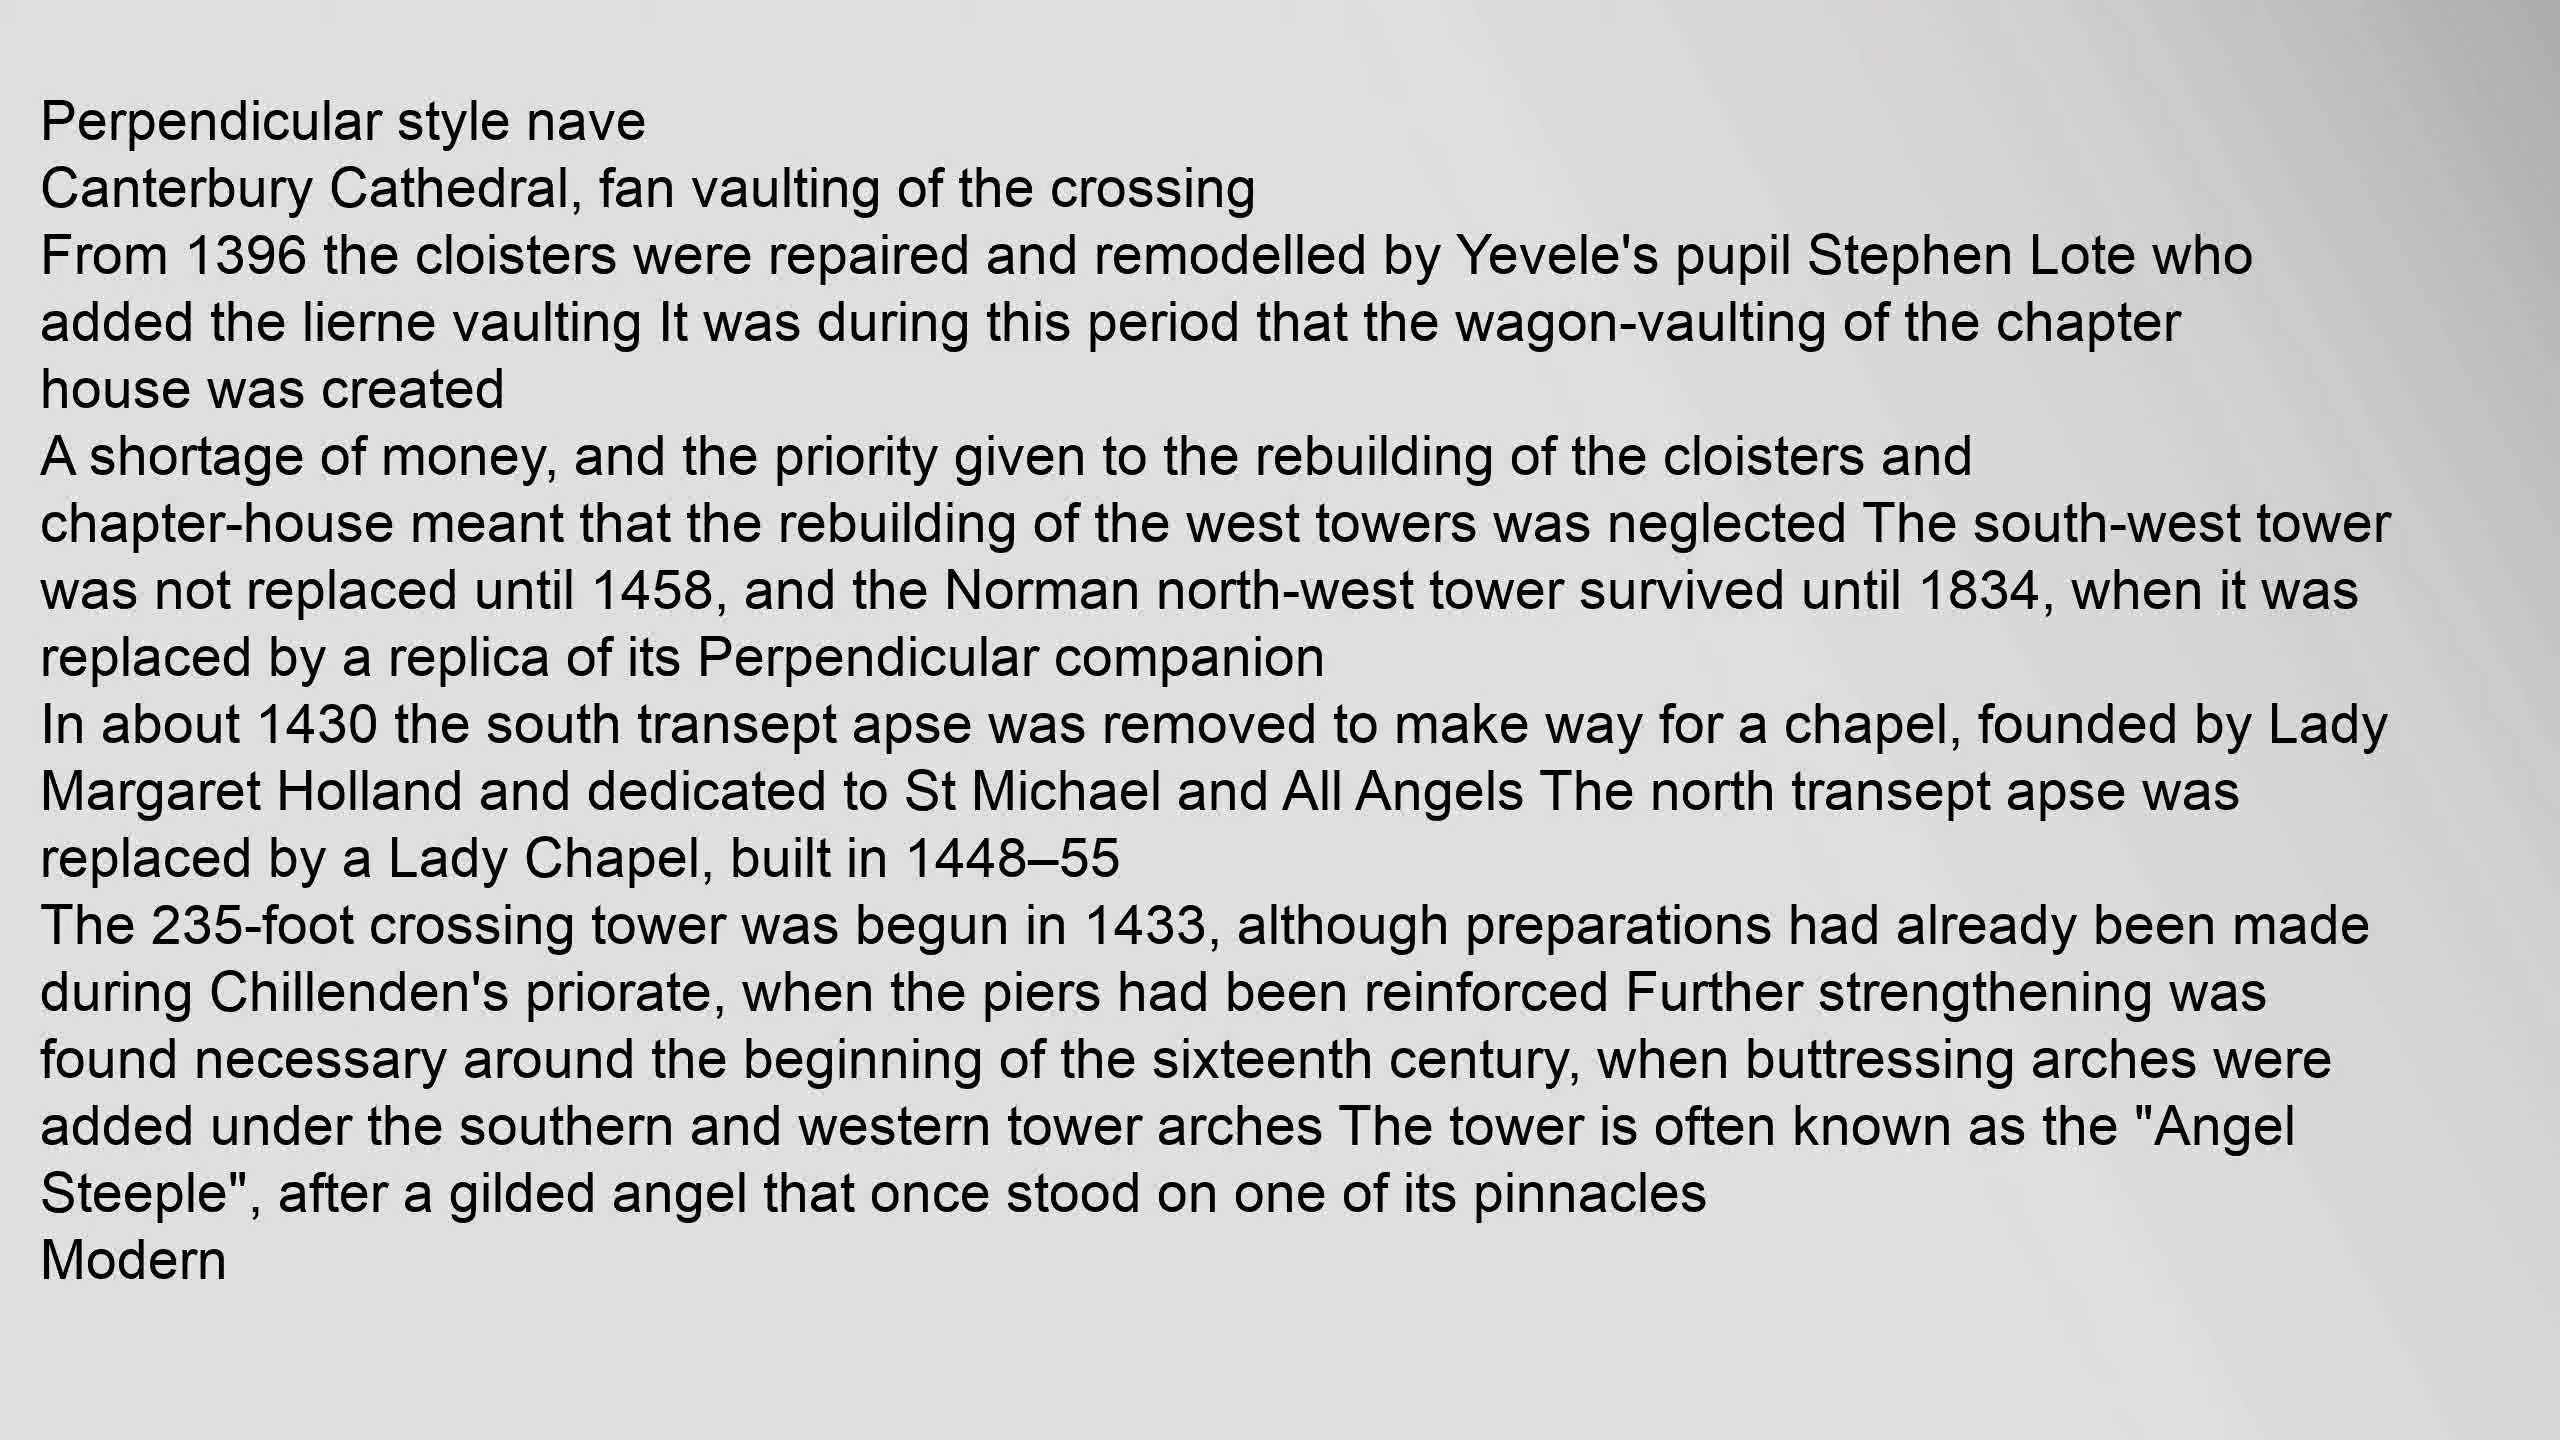 Perpendicular style nave
Canterbury Cathedral, fan vaulting of the crossing
From 1396 the cloisters were repaired and remodelled by Yevele's pupil Stephen Lote who
added the lierne vaulting It was during this period that the wagon-vaulting of the chapter
house was created
A shortage of money, and the priority given to the rebuilding of the cloisters and
chapter-house meant that the rebuilding of the west towers was neglected The south-west tower
was not replaced until 1458, and the Norman north-west tower survived until 1834, when it was
replaced by a replica of its Perpendicular companion
In about 1430 the south transept apse was removed to make way for a chapel, founded by Lady
Margaret Holland and dedicated to St Michael and All Angels The north transept apse was
replaced by a Lady Chapel, built in 1448–55
The 235-foot crossing tower was begun in 1433, although preparations had already been made
during Chillenden's priorate, when the piers had been reinforced Further strengthening was
found necessary around the beginning of the sixteenth century, when buttressing arches were
added under the southern and western tower arches The tower is often known as the "Angel
Steeple", after a gilded angel that once stood on one of its pinnacles
Modern